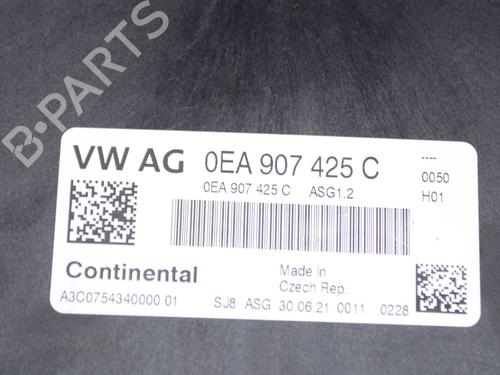 B-PARTS
VW AG 0EA 907 425 C ----
0EA 907 425 C ASG1.2 0050
H01
Continental Made in
Czech Rep.
A3C0754340000 01 SJ8 ASG 30.06.21 0011 0228